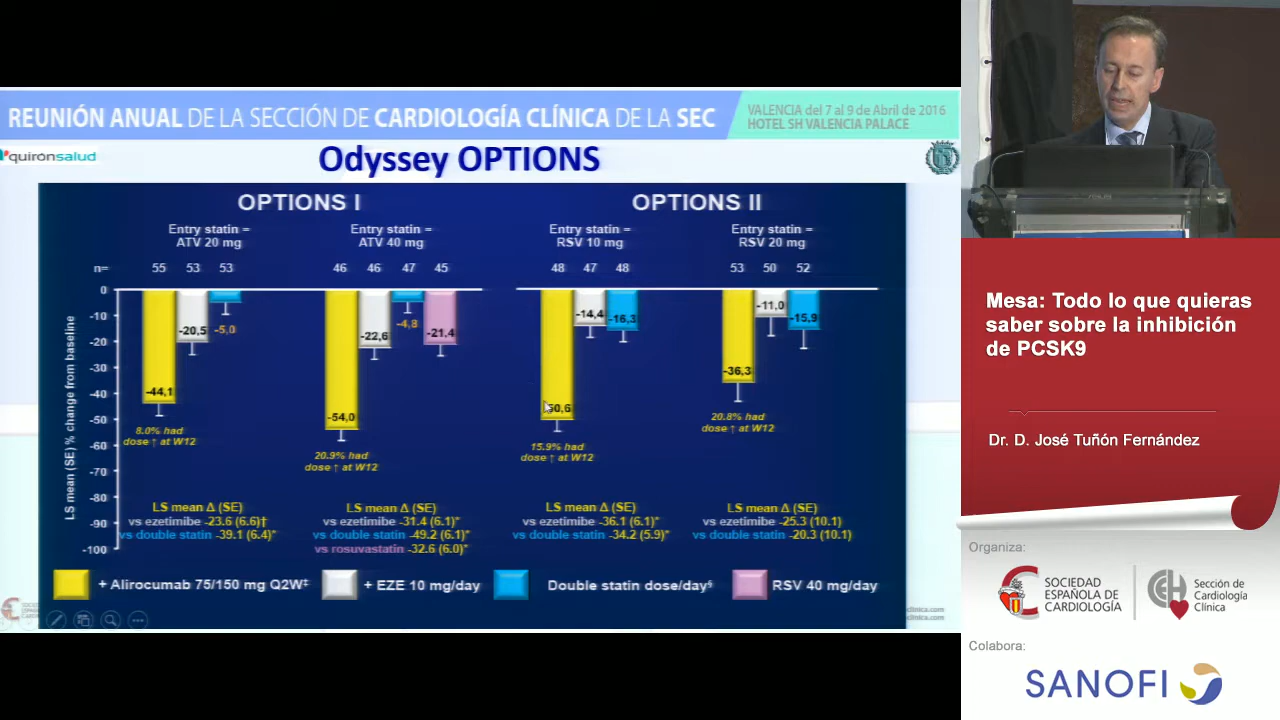 REUNIÓN ANUAL DE LA SECCIÓN DE CARDIOLOGÍA CLÍNICA DE LA SEC
VALENCIA del 7 al 9 de Abril de 2016
HOTEL SH VALENCIA PALACE
quirónsalud
Odyssey OPTIONS
OPTIONS I
OPTIONS II
Entry statin =
ATV 20 mg
Entry statin =
ATV 40 mg
Entry statin =
RSV 10 mg
Entry statin =
RSV 20 mg
n=
55 53 53
46 46 47 45
48 47 48
53 50 52
LS mean (SE) % change from baseline
0
-10
-20
-30
-40
-50
-60
-70
-80
-90
-100
-44,1
-20,5
-5,0
-54,0
-22,6
-4,8
-21,4
-50,6
-14,4
-16,3
-36,3
-11,0
-15,9
8.0% had
dose ↑ at W12
20.9% had
dose ↑ at W12
15.9% had
dose ↑ at W12
20.8% had
dose ↑ at W12
LS mean Δ (SE)
vs ezetimibe -23.6 (6.6)†
vs double statin -39.1 (6.4)*
LS mean Δ (SE)
vs ezetimibe -31.4 (6.1)*
vs double statin -49.2 (6.1)*
vs rosuvastatin -32.6 (6.0)*
LS mean Δ (SE)
vs ezetimibe -36.1 (6.1)*
vs double statin -34.2 (5.9)*
LS mean Δ (SE)
vs ezetimibe -25.3 (10.1)
vs double statin -20.3 (10.1)
+ Alirocumab 75/150 mg Q2W‡
+ EZE 10 mg/day
Double statin dose/day§
RSV 40 mg/day
clinica.com
clinica.com
Mesa: Todo lo que quieras
saber sobre la inhibición
de PCSK9
Dr. D. José Tuñón Fernández
Organiza:
SOCIEDAD
ESPAÑOLA DE
CARDIOLOGÍA
Sección de
Cardiología
Clínica
Colabora:
SANOFI